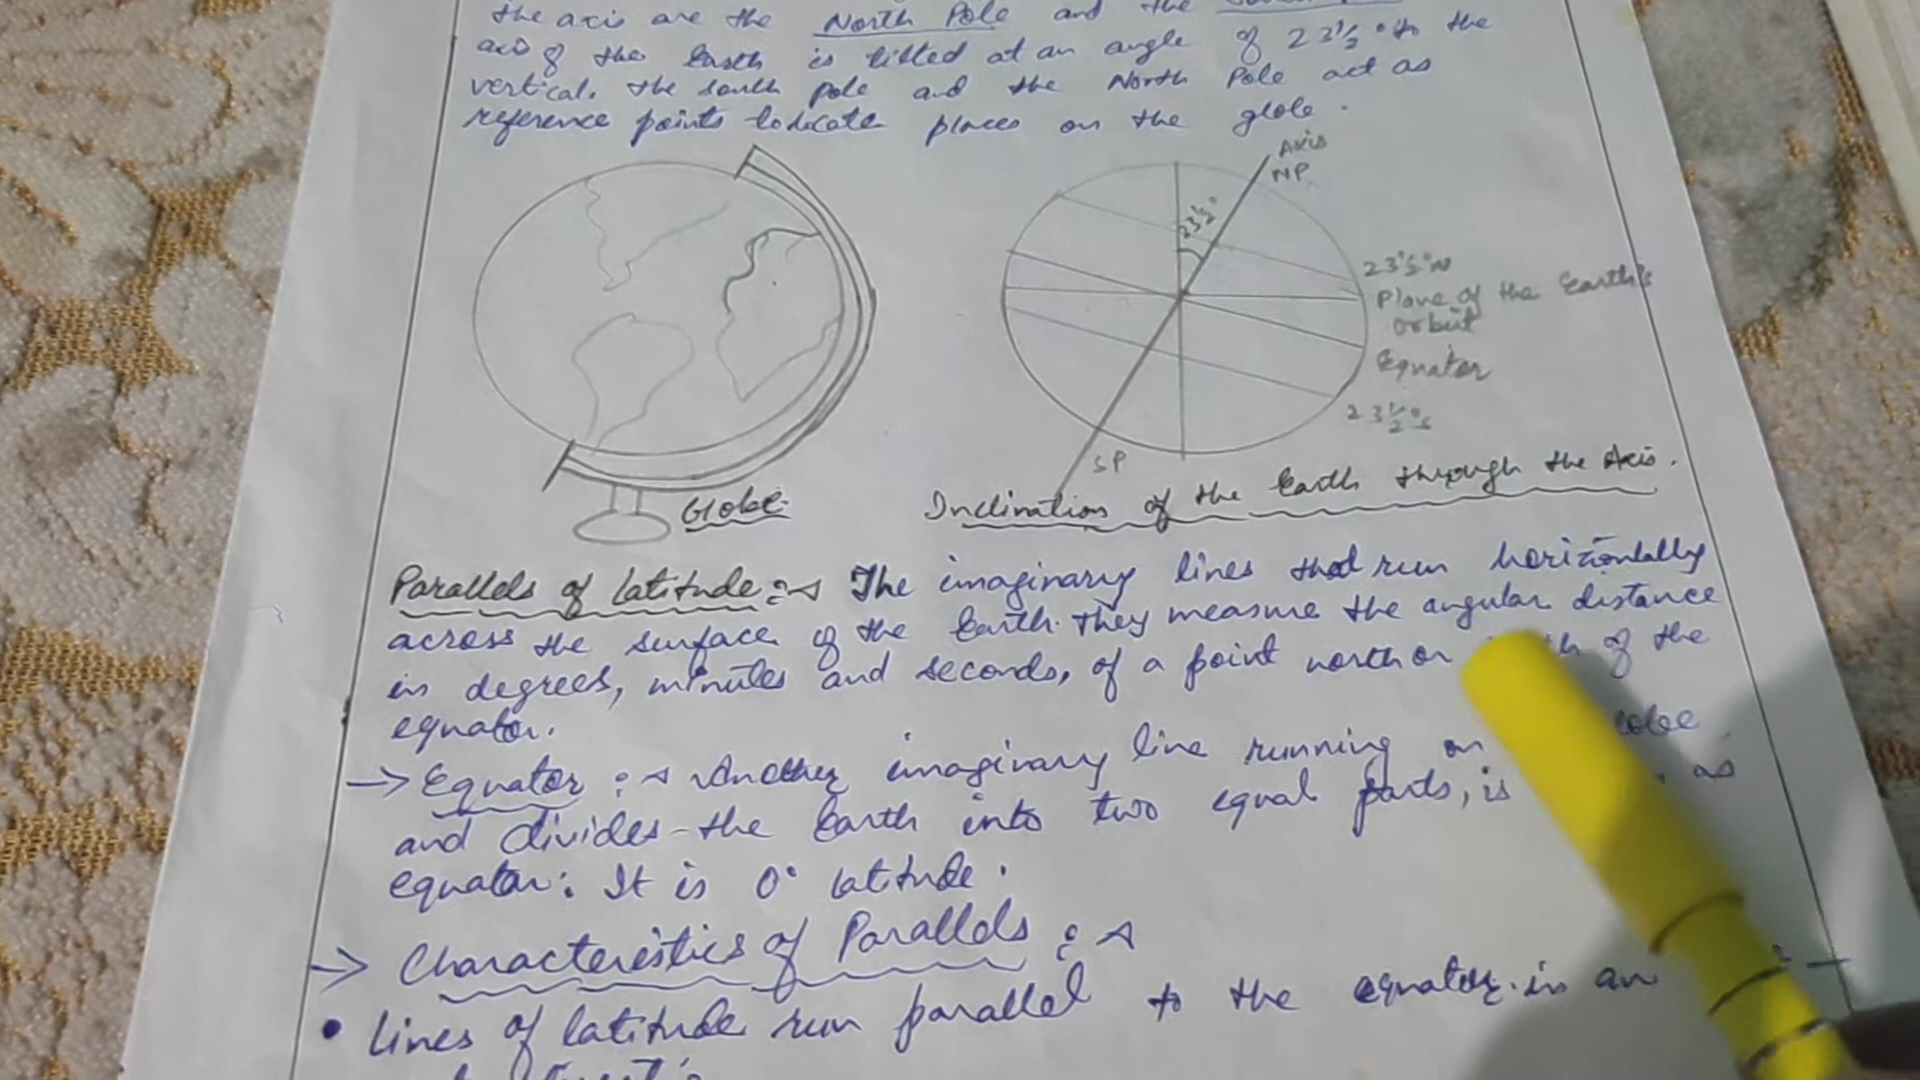 the axis are the North Pole and the
axis of the Earth is tilted at an angle of 23½° to the
vertical. The South Pole and the North Pole act as
reference points to locate places on the globe.
Axis
NP
23½°
23½°N
Plane of the Earth's
orbit
Equator
23½°S
SP
Globe.
Inclination of the Earth through the Axis.
Parallels of latitude :→ The imaginary lines that run horizontally
across the surface of the Earth. They measure the angular distance
in degrees, minutes and seconds, of a point north or of the
equator.
→ Equator :→ Another imaginary line running on
and divides the Earth into two equal parts, is as
equator. It is 0° latitude.
→ Characteristics of Parallels :→
• Lines of latitude run parallel to the equator in an